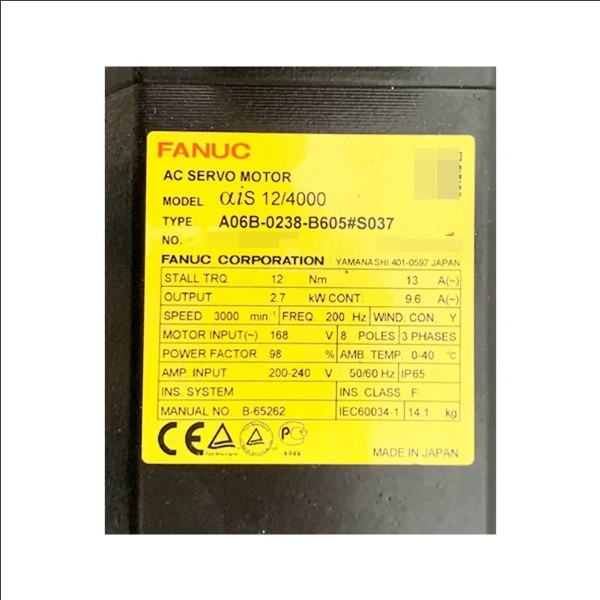 FANUC
AC SERVO MOTOR
MODEL αiS 12/4000
TYPE A06B-0238-B605#S037
NO.
FANUC CORPORATION YAMANASHI 401-0597 JAPAN
STALL TRQ. 12 Nm 13 A(~)
OUTPUT 2.7 kW CONT. 9.6 A(~)
SPEED 3000 min⁻¹ FREQ. 200 Hz WIND. CON. Y
MOTOR INPUT(~) 168 V 8 POLES 3 PHASES
POWER FACTOR 98 % AMB. TEMP. 0-40 °C
AMP. INPUT 200-240 V 50/60 Hz IP65
INS. SYSTEM INS. CLASS F
MANUAL NO. B-65262 IEC60034-1 14.1 kg
CE
MADE IN JAPAN